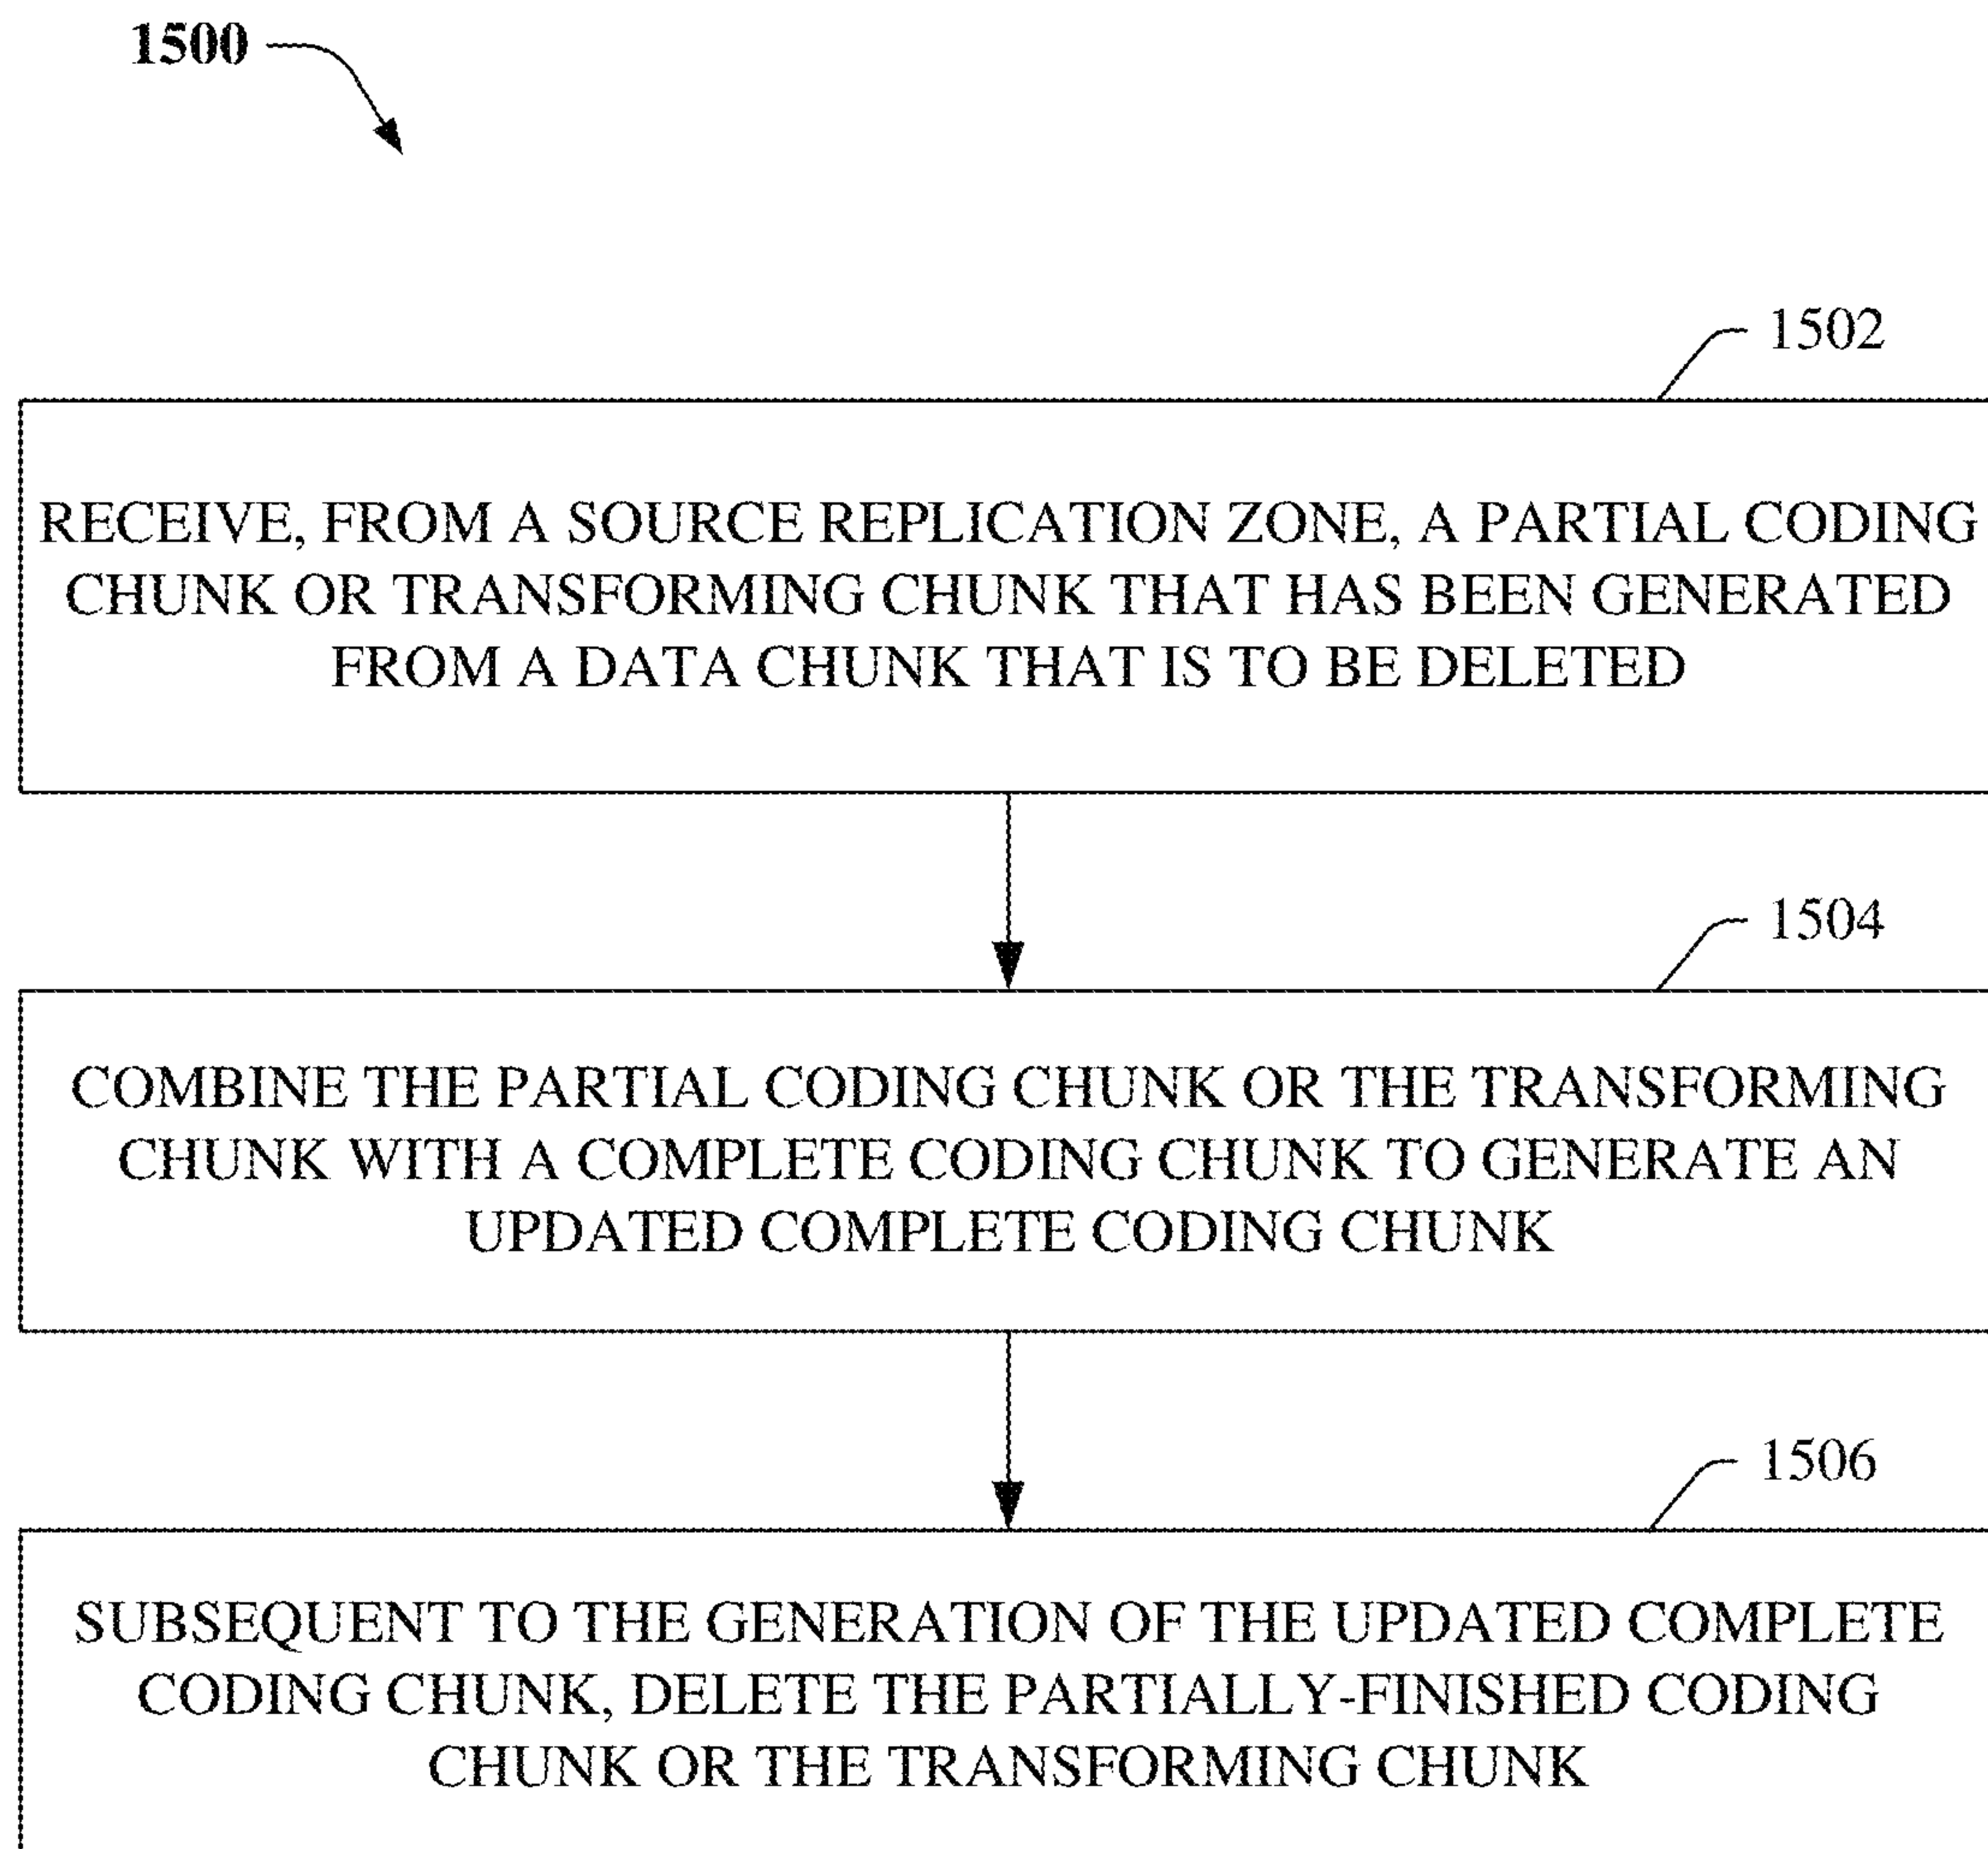 1500
1502
RECEIVE, FROM A SOURCE REPLICATION ZONE, A PARTIAL CODING
CHUNK OR TRANSFORMING CHUNK THAT HAS BEEN GENERATED
FROM A DATA CHUNK THAT IS TO BE DELETED
1504
COMBINE THE PARTIAL CODING CHUNK OR THE TRANSFORMING
CHUNK WITH A COMPLETE CODING CHUNK TO GENERATE AN
UPDATED COMPLETE CODING CHUNK
1506
SUBSEQUENT TO THE GENERATION OF THE UPDATED COMPLETE
CODING CHUNK, DELETE THE PARTIALLY-FINISHED CODING
CHUNK OR THE TRANSFORMING CHUNK